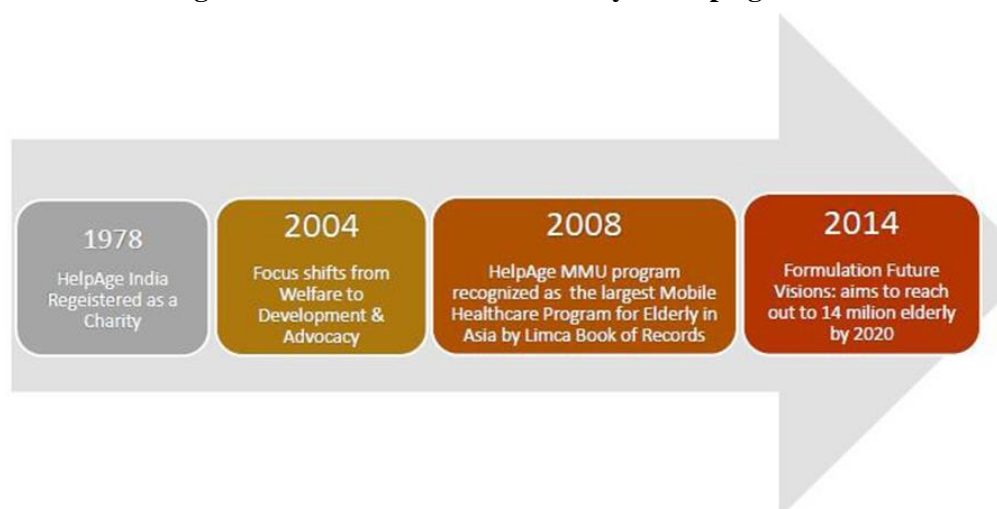 1978
HelpAge India
Regeistered as a
Charity
2004
Focus shifts from
Welfare to
Development &
Advocacy
2008
HelpAge MMU program
recognized as the largest Mobile
Healthcare Program for Elderly in
Asia by Limca Book of Records
2014
Formulation Future
Visions: aims to reach
out to 14 milion elderly
by 2020